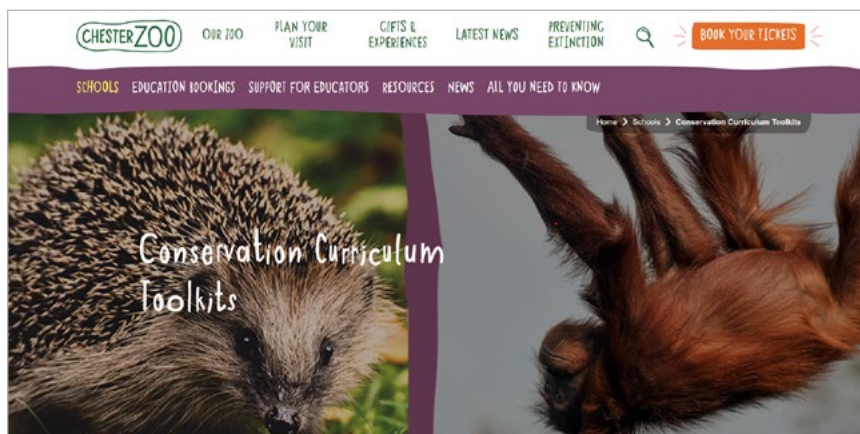 CHESTER ZOO
OUR ZOO
PLAN YOUR
VISIT
GIFTS &
EXPERIENCES
LATEST NEWS
PREVENTING
EXTINCTION
BOOK YOUR TICKETS
SCHOOLS EDUCATION BOOKINGS SUPPORT FOR EDUCATORS RESOURCES NEWS ALL YOU NEED TO KNOW
Home > Schools > Conservation Curriculum Toolkits
Conservation Curriculum
Toolkits